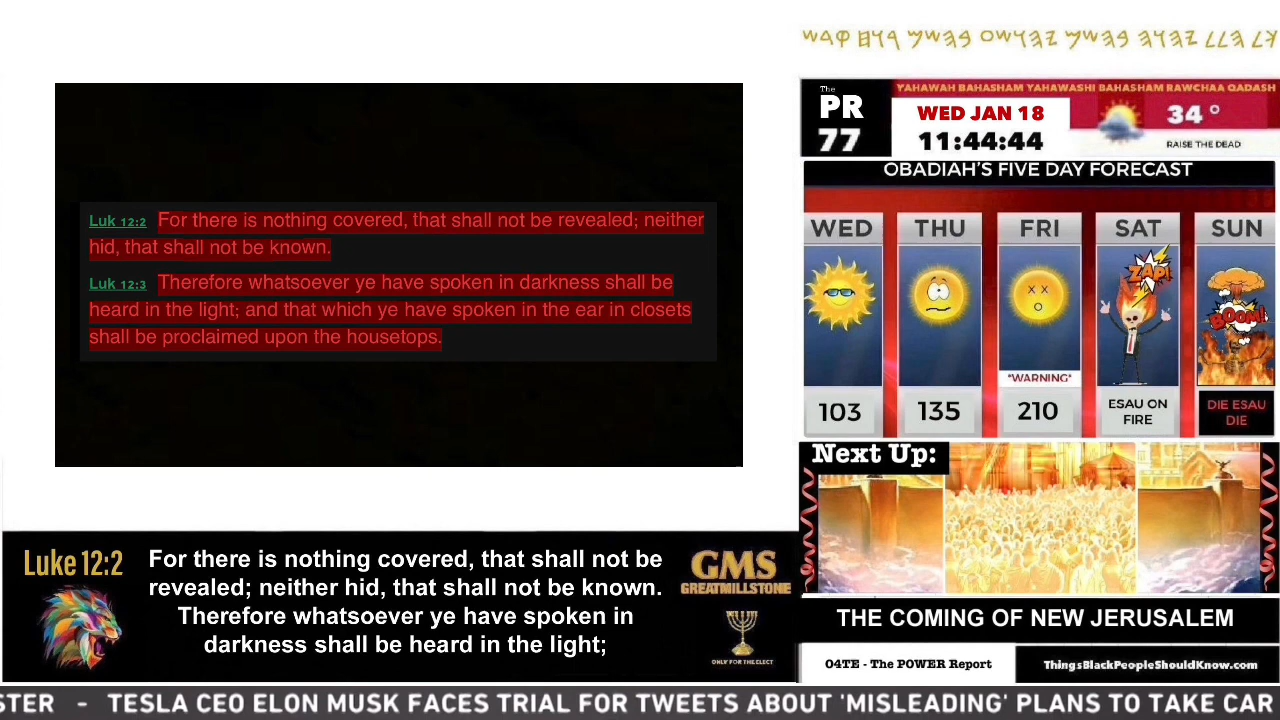 Luk 12:2 For there is nothing covered, that shall not be revealed; neither
hid, that shall not be known.
Luk 12:3 Therefore whatsoever ye have spoken in darkness shall be
heard in the light; and that which ye have spoken in the ear in closets
shall be proclaimed upon the housetops.
The
PR
77
YAHAWAH BAHASHAM YAHAWASHI BAHASHAM RAWCHAA QADASH
WED JAN 18
11:44:44
34 °
RAISE THE DEAD
OBADIAH'S FIVE DAY FORECAST
WED THU FRI SAT SUN
ZAP!
BOOM!
"WARNING"
103 135 210
ESAU ON
FIRE
DIE ESAU
DIE
Next Up:
THE COMING OF NEW JERUSALEM
O4TE - The POWER Report
ThingsBlackPeopleShouldKnow.com
Luke 12:2
For there is nothing covered, that shall not be
revealed; neither hid, that shall not be known.
Therefore whatsoever ye have spoken in
darkness shall be heard in the light;
GMS
GREATMILLSTONE
ONLY FOR THE ELECT
STER - TESLA CEO ELON MUSK FACES TRIAL FOR TWEETS ABOUT 'MISLEADING' PLANS TO TAKE CAR